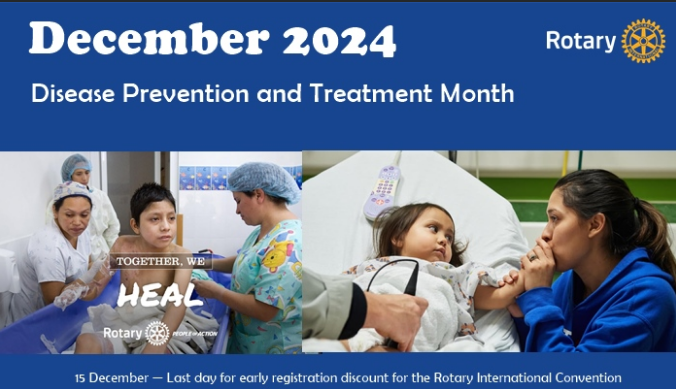 December 2024
Rotary
Disease Prevention and Treatment Month
TOGETHER, WE
HEAL
Rotary
PEOPLE OF ACTION
15 December — Last day for early registration discount for the Rotary International Convention